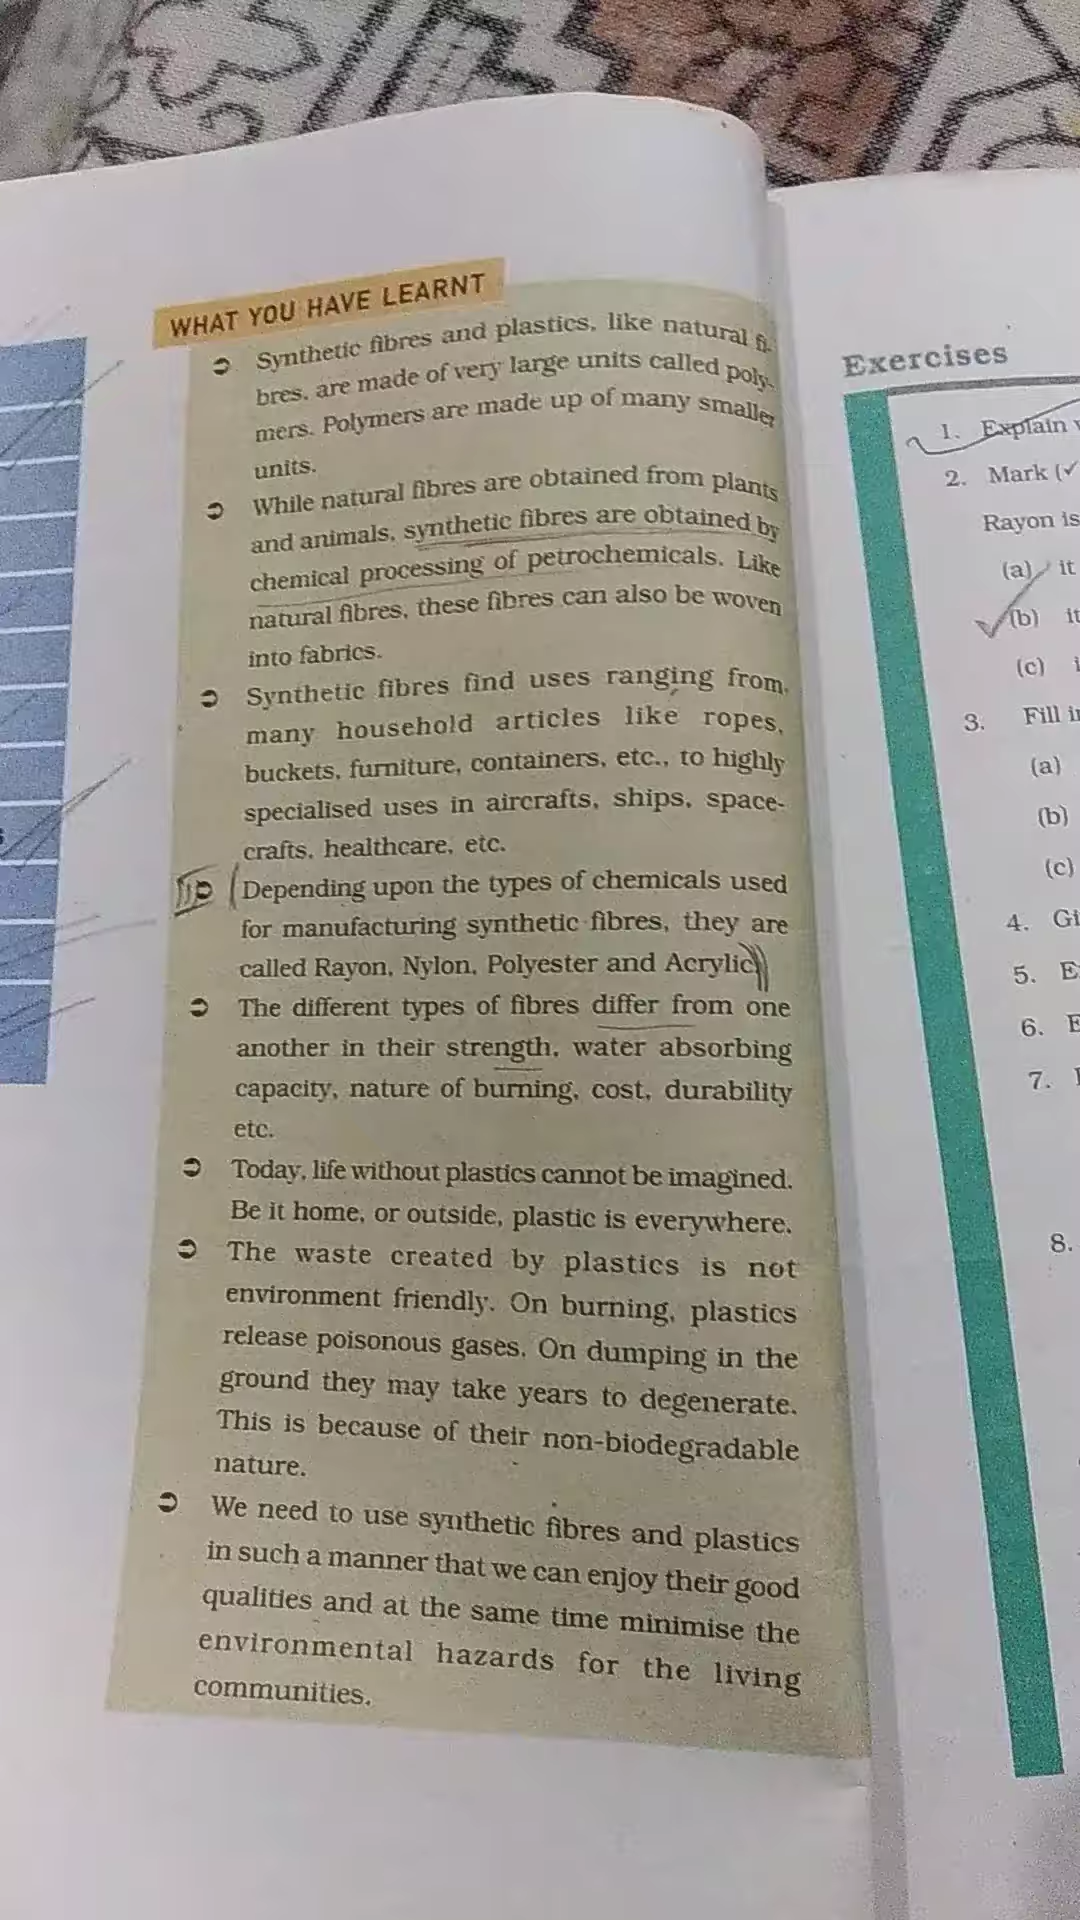 WHAT YOU HAVE LEARNT
➲ Synthetic fibres and plastics, like natural fi-
bres, are made of very large units called poly-
mers. Polymers are made up of many smaller
units.
➲ While natural fibres are obtained from plants
and animals, synthetic fibres are obtained by
chemical processing of petrochemicals. Like
natural fibres, these fibres can also be woven
into fabrics.
➲ Synthetic fibres find uses ranging from,
many household articles like ropes,
buckets, furniture, containers, etc., to highly
specialised uses in aircrafts, ships, space-
crafts, healthcare, etc.
➲ Depending upon the types of chemicals used
for manufacturing synthetic fibres, they are
called Rayon, Nylon, Polyester and Acrylic
➲ The different types of fibres differ from one
another in their strength, water absorbing
capacity, nature of burning, cost, durability
etc.
➲ Today, life without plastics cannot be imagined.
Be it home, or outside, plastic is everywhere.
➲ The waste created by plastics is not
environment friendly. On burning, plastics
release poisonous gases. On dumping in the
ground they may take years to degenerate.
This is because of their non-biodegradable
nature.
➲ We need to use synthetic fibres and plastics
in such a manner that we can enjoy their good
qualities and at the same time minimise the
environmental hazards for the living
communities.
Exercises
1. Explain
2. Mark (✓
Rayon is
(a) it
(b) it
(c)
3. Fill
(a)
(b)
(c)
4.
5.
6.
7.
8.